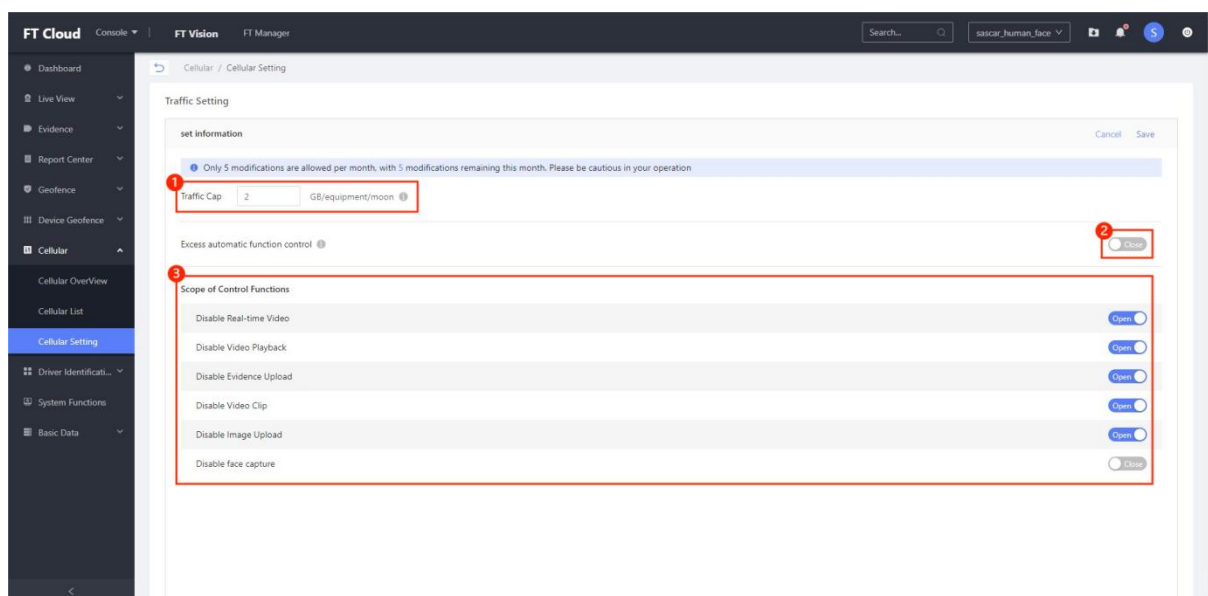 FT Cloud Console FT Vision FT Manager Search... sascar_human_face S
Dashboard
Live View
Evidence
Report Center
Geofence
Device Geofence
Cellular
Cellular OverView
Cellular List
Cellular Setting
Driver Identificati...
System Functions
Basic Data
Cellular / Cellular Setting
Traffic Setting
set information Cancel Save
Only 5 modifications are allowed per month, with 5 modifications remaining this month. Please be cautious in your operation
1
Traffic Cap 2 GB/equipment/moon
2
Excess automatic function control Close
3
Scope of Control Functions
Disable Real-time Video Open
Disable Video Playback Open
Disable Evidence Upload Open
Disable Video Clip Open
Disable Image Upload Open
Disable face capture Close